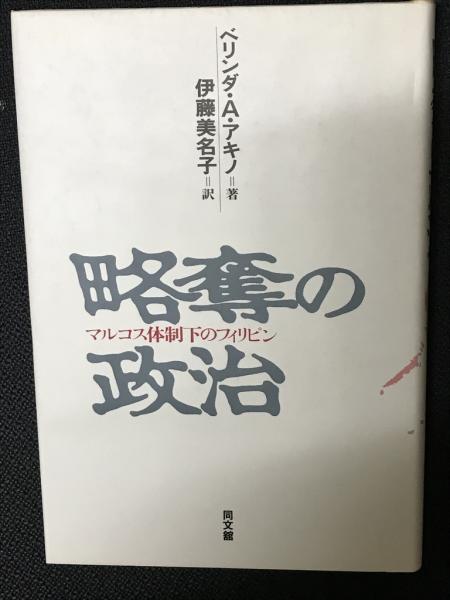 ベリンダ・A・アキノ=著
伊藤美名子=訳
略奪の
マルコス体制下のフィリピン
政治
同文舘